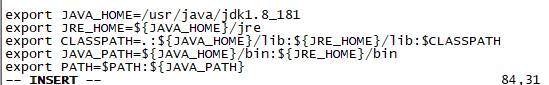 export JAVA_HOME=/usr/java/jdk1.8_181
export JRE_HOME=${JAVA_HOME}/jre
export CLASSPATH=.:${JAVA_HOME}/lib:${JRE_HOME}/lib:$CLASSPATH
export JAVA_PATH=${JAVA_HOME}/bin:${JRE_HOME}/bin
export PATH=$PATH:${JAVA_PATH}
-- INSERT -- 84,31